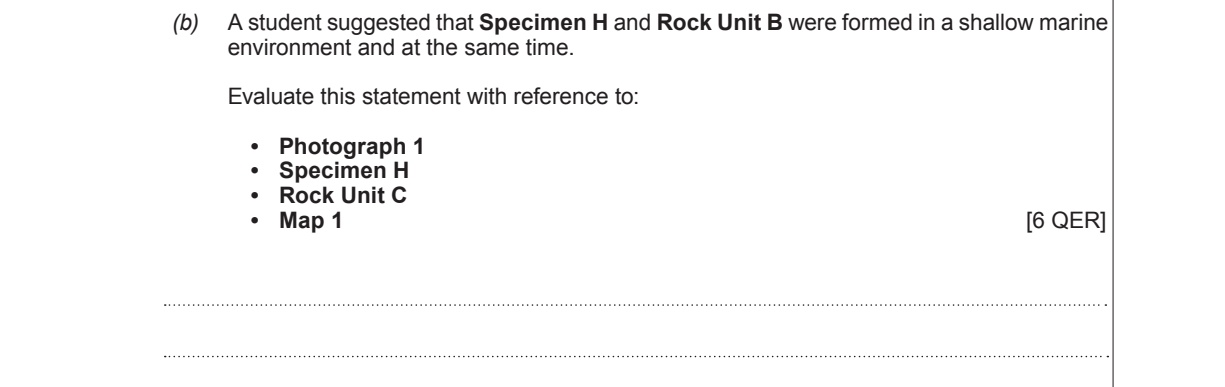 (b) A student suggested that Specimen H and Rock Unit B were formed in a shallow marine
environment and at the same time.
Evaluate this statement with reference to:
• Photograph 1
• Specimen H
• Rock Unit C
• Map 1 [6 QER]